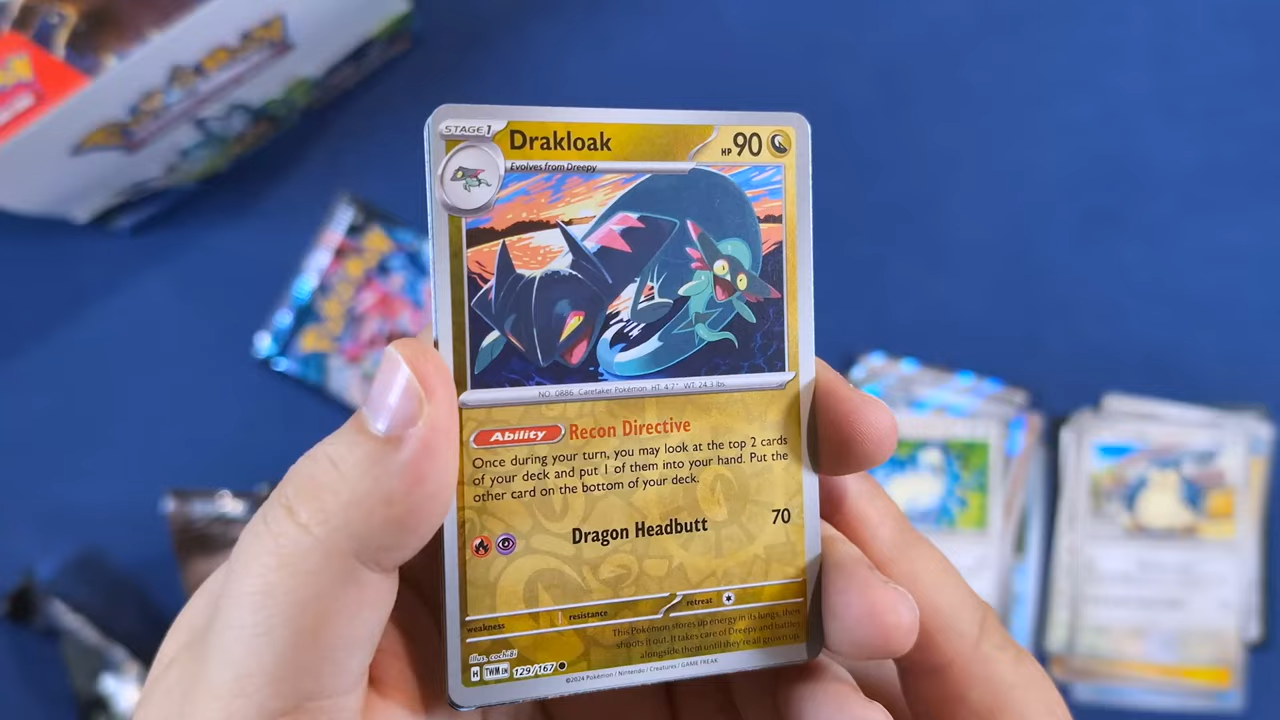 STAGE 1
Drakloak
HP 90
Evolves from Dreepy
NO. 0886 Caretaker Pokémon HT: 4'7" WT: 24.3 lbs
Ability Recon Directive
Once during your turn, you may look at the top 2 cards
of your deck and put 1 of them into your hand. Put the
other card on the bottom of your deck.
Dragon Headbutt 70
weakness resistance retreat
This Pokémon stores up energy in its lungs, then
shoots it out. It takes care of Dreepy and battles
alongside them until they're all grown up.
Illus. cochi8i
H TWM EN 129/167
©2024 Pokémon / Nintendo / Creatures / GAME FREAK